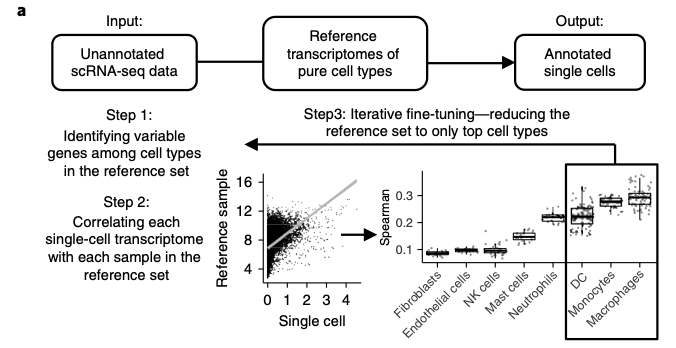 a
Input:
Unannotated
scRNA-seq data
Reference
transcriptomes of
pure cell types
Output:
Annotated
single cells
Step 1:
Identifying variable
genes among cell types
in the reference set
Step 2:
Correlating each
single-cell transcriptome
with each sample in the
reference set
Step3: Iterative fine-tuning—reducing the
reference set to only top cell types
Reference sample
16
12
8
4
0 1 2 3 4
Single cell
Spearman
0.3
0.2
0.1
Fibroblasts
Endothelial cells
NK cells
Mast cells
Neutrophils
DC
Monocytes
Macrophages